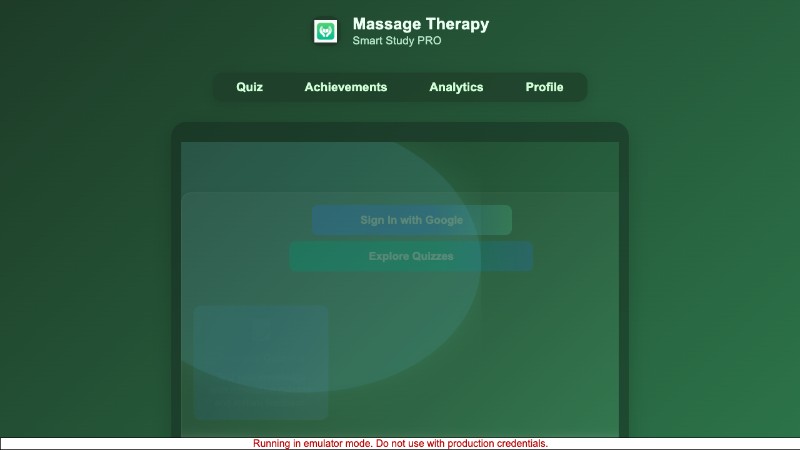 Massage Therapy
Smart Study PRO
Quiz
Achievements
Analytics
Profile
Sign In with Google
Explore Quizzes
Running in emulator mode. Do not use with production credentials.